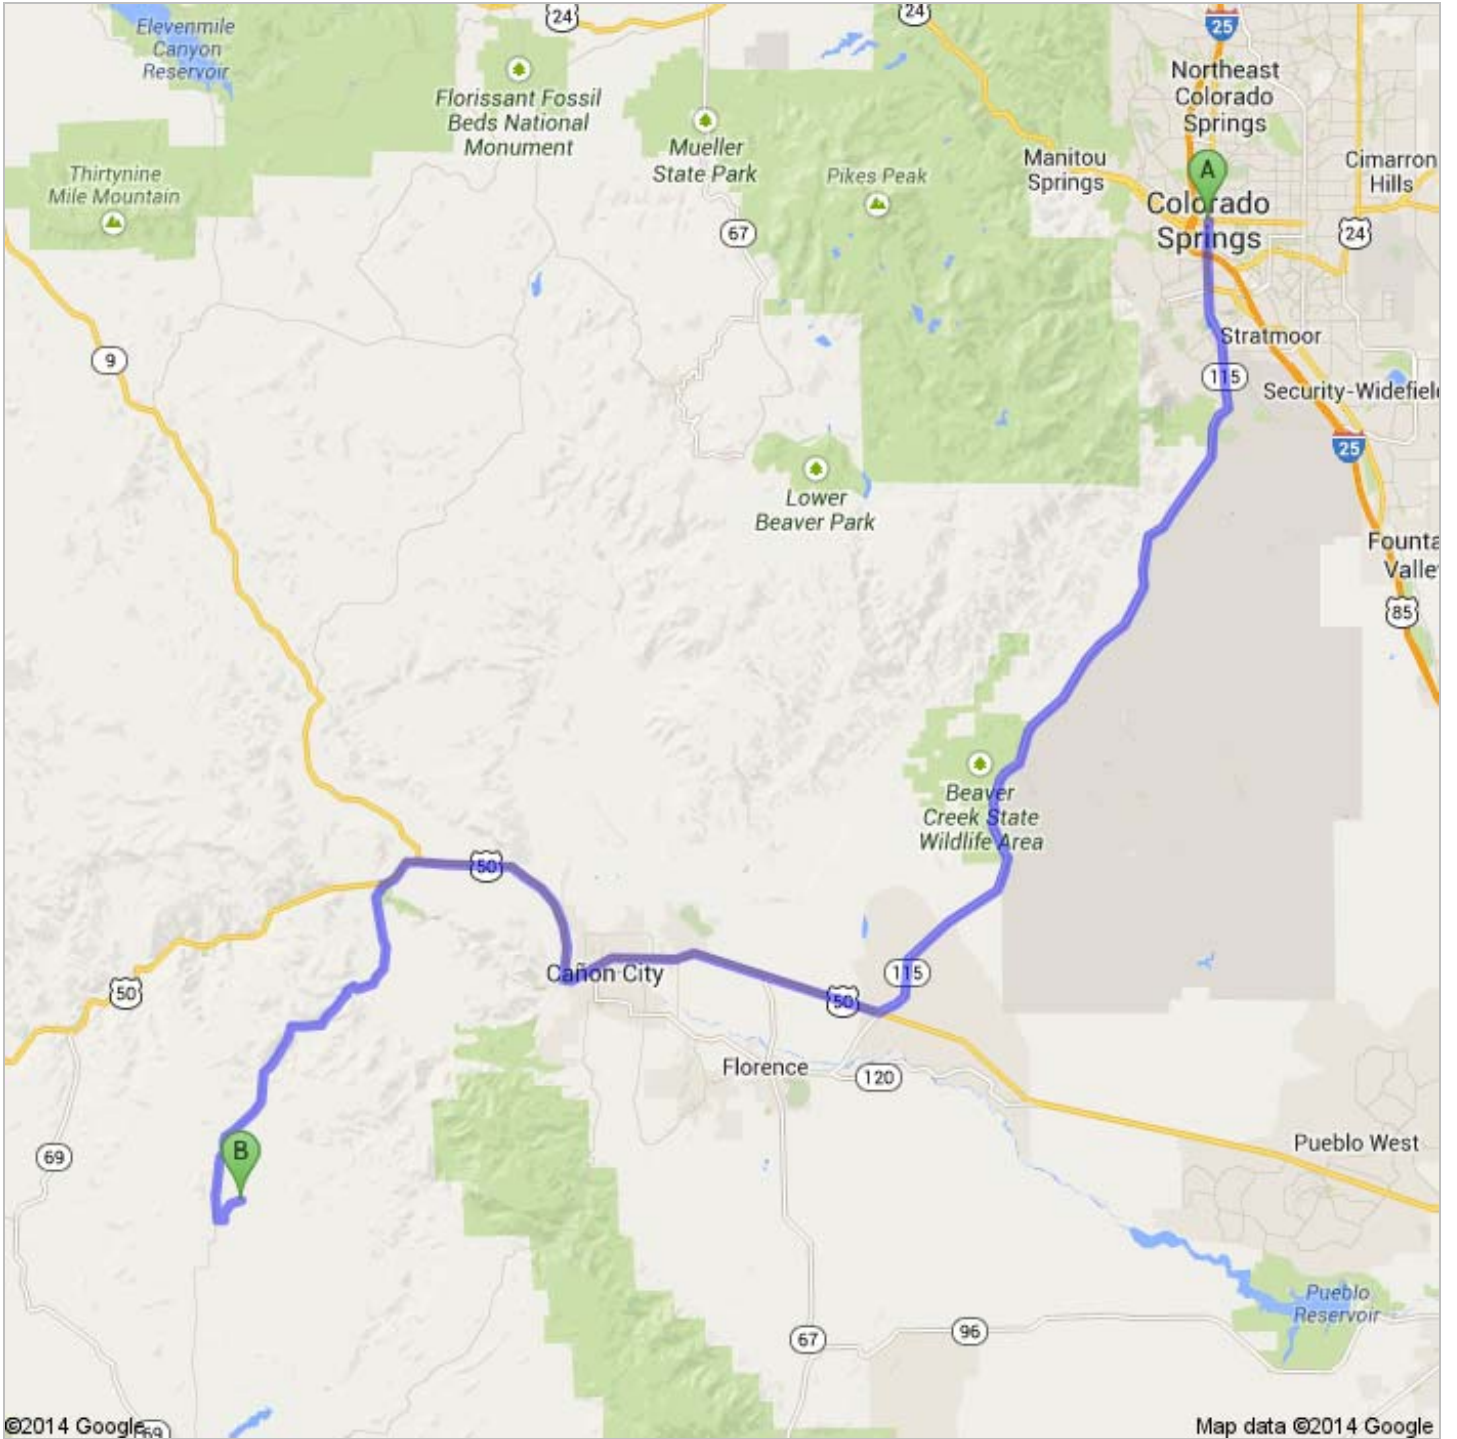 24
24
25
Elevenmile
Canyon
Reservoir
Northeast
Colorado
Springs
Florissant Fossil
Beds National
Monument
Mueller
State Park
Manitou
Springs
Cimarron
Hills
Thirtynine
Mile Mountain
Pikes Peak
A
Colorado
Springs
67
24
Stratmoor
9
115
Security-Widefield
25
Lower
Beaver Park
Founta
Valle
85
Beaver
Creek State
Wildlife Area
50
Cañon City
115
50
50
Florence
120
B
69
Pueblo West
Pueblo
Reservoir
67
96
©2014 Google
69
Map data ©2014 Google